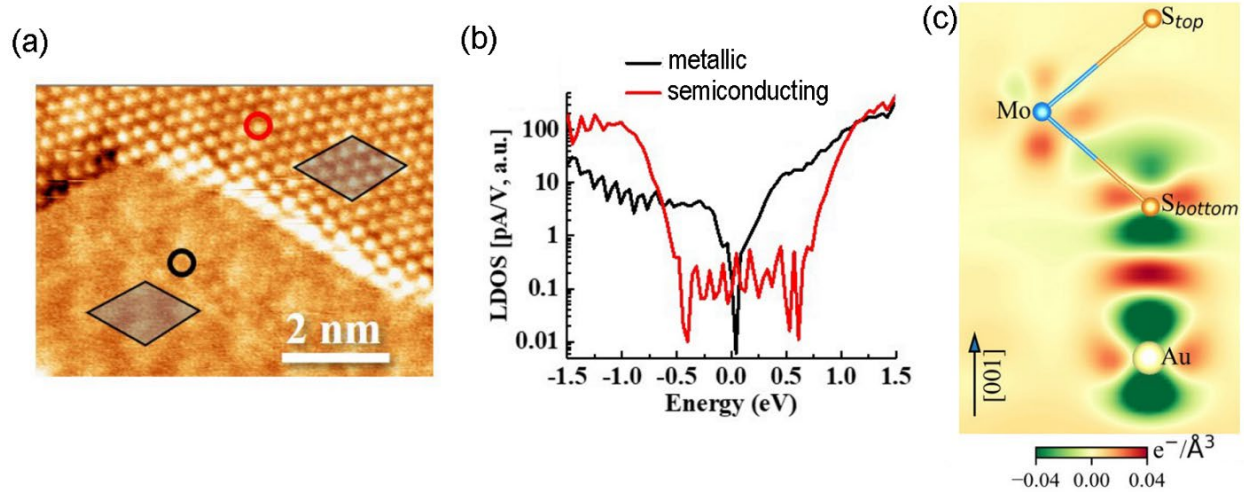 (a)
2 nm
(b)
metallic
semiconducting
LDOS [pA/V, a.u.]
100
10
1
0.1
0.01
-1.5 -1.0 -0.5 0.0 0.5 1.0 1.5
Energy (eV)
(c)
S_top
Mo
S_bottom
Au
[001]
e⁻/Å³
−0.04 0.00 0.04